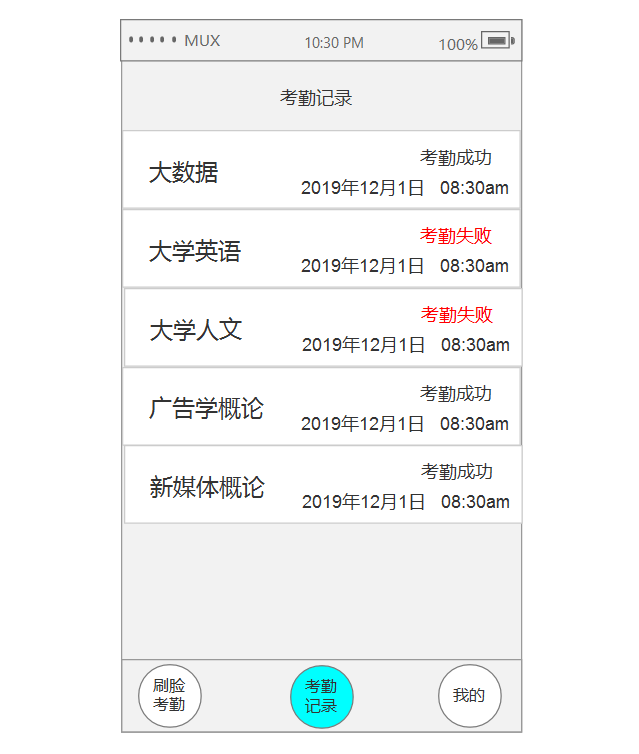 MUX 10:30 PM 100%
考勤记录
大数据
考勤成功
2019年12月1日 08:30am
大学英语
考勤失败
2019年12月1日 08:30am
大学人文
考勤失败
2019年12月1日 08:30am
广告学概论
考勤成功
2019年12月1日 08:30am
新媒体概论
考勤成功
2019年12月1日 08:30am
刷脸
考勤
考勤
记录
我的